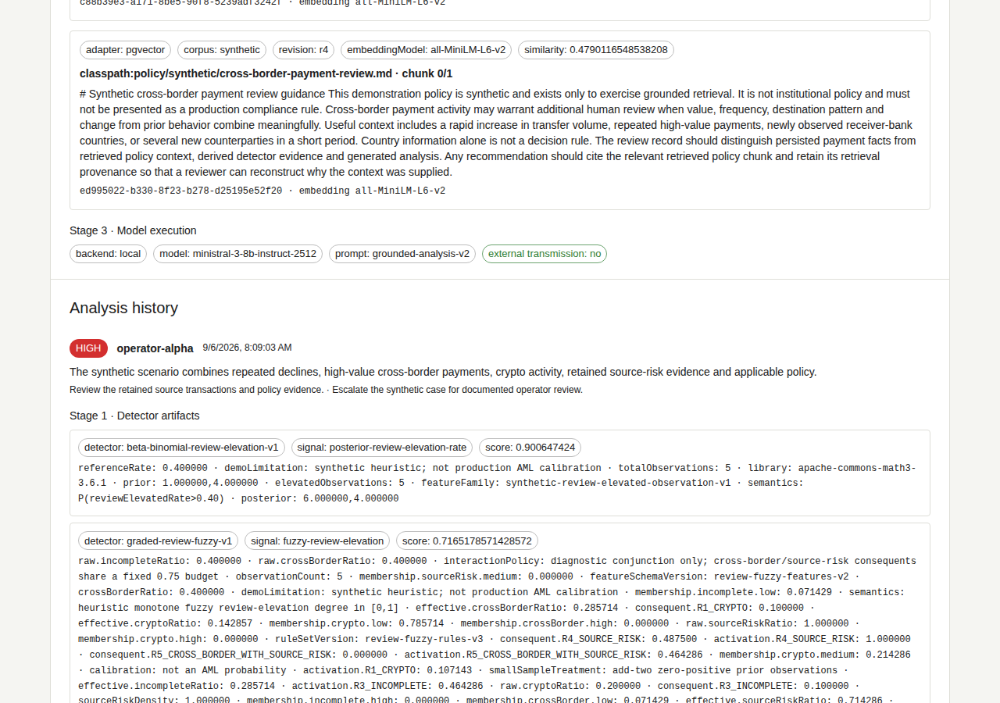 c88b39e3-a171-8be5-90f8-5239adf3242f · embedding all-MiniLM-L6-v2
adapter: pgvector corpus: synthetic revision: r4 embeddingModel: all-MiniLM-L6-v2 similarity: 0.4790116548538208
classpath:policy/synthetic/cross-border-payment-review.md · chunk 0/1
# Synthetic cross-border payment review guidance This demonstration policy is synthetic and exists only to exercise grounded retrieval. It is not institutional policy and must
not be presented as a production compliance rule. Cross-border payment activity may warrant additional human review when value, frequency, destination pattern and
change from prior behavior combine meaningfully. Useful context includes a rapid increase in transfer volume, repeated high-value payments, newly observed receiver-bank
countries, or several new counterparties in a short period. Country information alone is not a decision rule. The review record should distinguish persisted payment facts from
retrieved policy context, derived detector evidence and generated analysis. Any recommendation should cite the relevant retrieved policy chunk and retain its retrieval
provenance so that a reviewer can reconstruct why the context was supplied.
ed995022-b330-8f23-b278-d25195e52f20 · embedding all-MiniLM-L6-v2
Stage 3 · Model execution
backend: local model: ministral-3-8b-instruct-2512 prompt: grounded-analysis-v2 external transmission: no
Analysis history
HIGH operator-alpha 9/6/2026, 8:09:03 AM
The synthetic scenario combines repeated declines, high-value cross-border payments, crypto activity, retained source-risk evidence and applicable policy.
Review the retained source transactions and policy evidence. · Escalate the synthetic case for documented operator review.
Stage 1 · Detector artifacts
detector: beta-binomial-review-elevation-v1 signal: posterior-review-elevation-rate score: 0.900647424
referenceRate: 0.400000 · demoLimitation: synthetic heuristic; not production AML calibration · totalObservations: 5 · library: apache-commons-math3-
3.6.1 · prior: 1.000000,4.000000 · elevatedObservations: 5 · featureFamily: synthetic-review-elevated-observation-v1 · semantics:
P(reviewElevatedRate>0.40) · posterior: 6.000000,4.000000
detector: graded-review-fuzzy-v1 signal: fuzzy-review-elevation score: 0.7165178571428572
raw.incompleteRatio: 0.400000 · raw.crossBorderRatio: 0.400000 · interactionPolicy: diagnostic conjunction only; cross-border/source-risk consequents
share a fixed 0.75 budget · observationCount: 5 · membership.sourceRisk.medium: 0.000000 · featureSchemaVersion: review-fuzzy-features-v2 ·
crossBorderRatio: 0.400000 · demoLimitation: synthetic heuristic; not production AML calibration · membership.incomplete.low: 0.071429 · semantics:
heuristic monotone fuzzy review-elevation degree in [0,1] · effective.crossBorderRatio: 0.285714 · consequent.R1_CRYPTO: 0.100000 ·
effective.cryptoRatio: 0.142857 · membership.crypto.low: 0.785714 · membership.crossBorder.high: 0.000000 · raw.sourceRiskRatio: 1.000000 ·
membership.crypto.high: 0.000000 · ruleSetVersion: review-fuzzy-rules-v3 · consequent.R4_SOURCE_RISK: 0.487500 · activation.R4_SOURCE_RISK: 1.000000
· consequent.R5_CROSS_BORDER_WITH_SOURCE_RISK: 0.000000 · activation.R5_CROSS_BORDER_WITH_SOURCE_RISK: 0.464286 · membership.crypto.medium: 0.214286
· calibration: not an AML probability · activation.R1_CRYPTO: 0.107143 · smallSampleTreatment: add-two zero-positive prior observations ·
effective.incompleteRatio: 0.285714 · activation.R3_INCOMPLETE: 0.464286 · raw.cryptoRatio: 0.200000 · consequent.R3_INCOMPLETE: 0.100000 ·
sourceRiskDensity: 1.000000 · membership.incomplete.high: 0.000000 · membership.crossBorder.low: 0.071429 · effective.sourceRiskRatio: 0.714286 ·